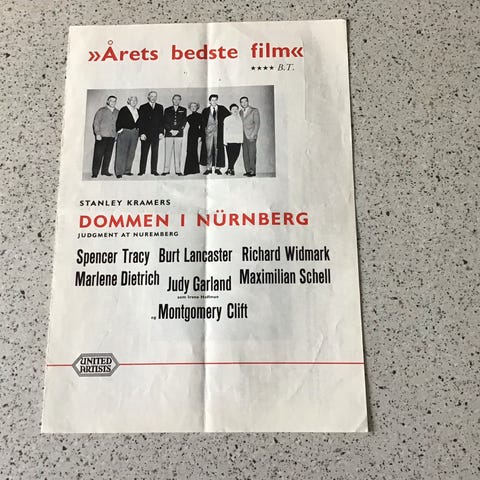 »Årets bedste film«
★★★★ B.T.
STANLEY KRAMERS
DOMMEN I NÜRNBERG
JUDGMENT AT NUREMBERG
Spencer Tracy Burt Lancaster Richard Widmark
Marlene Dietrich Judy Garland Maximilian Schell
som Irene Hoffman
og Montgomery Clift
UNITED
ARTISTS